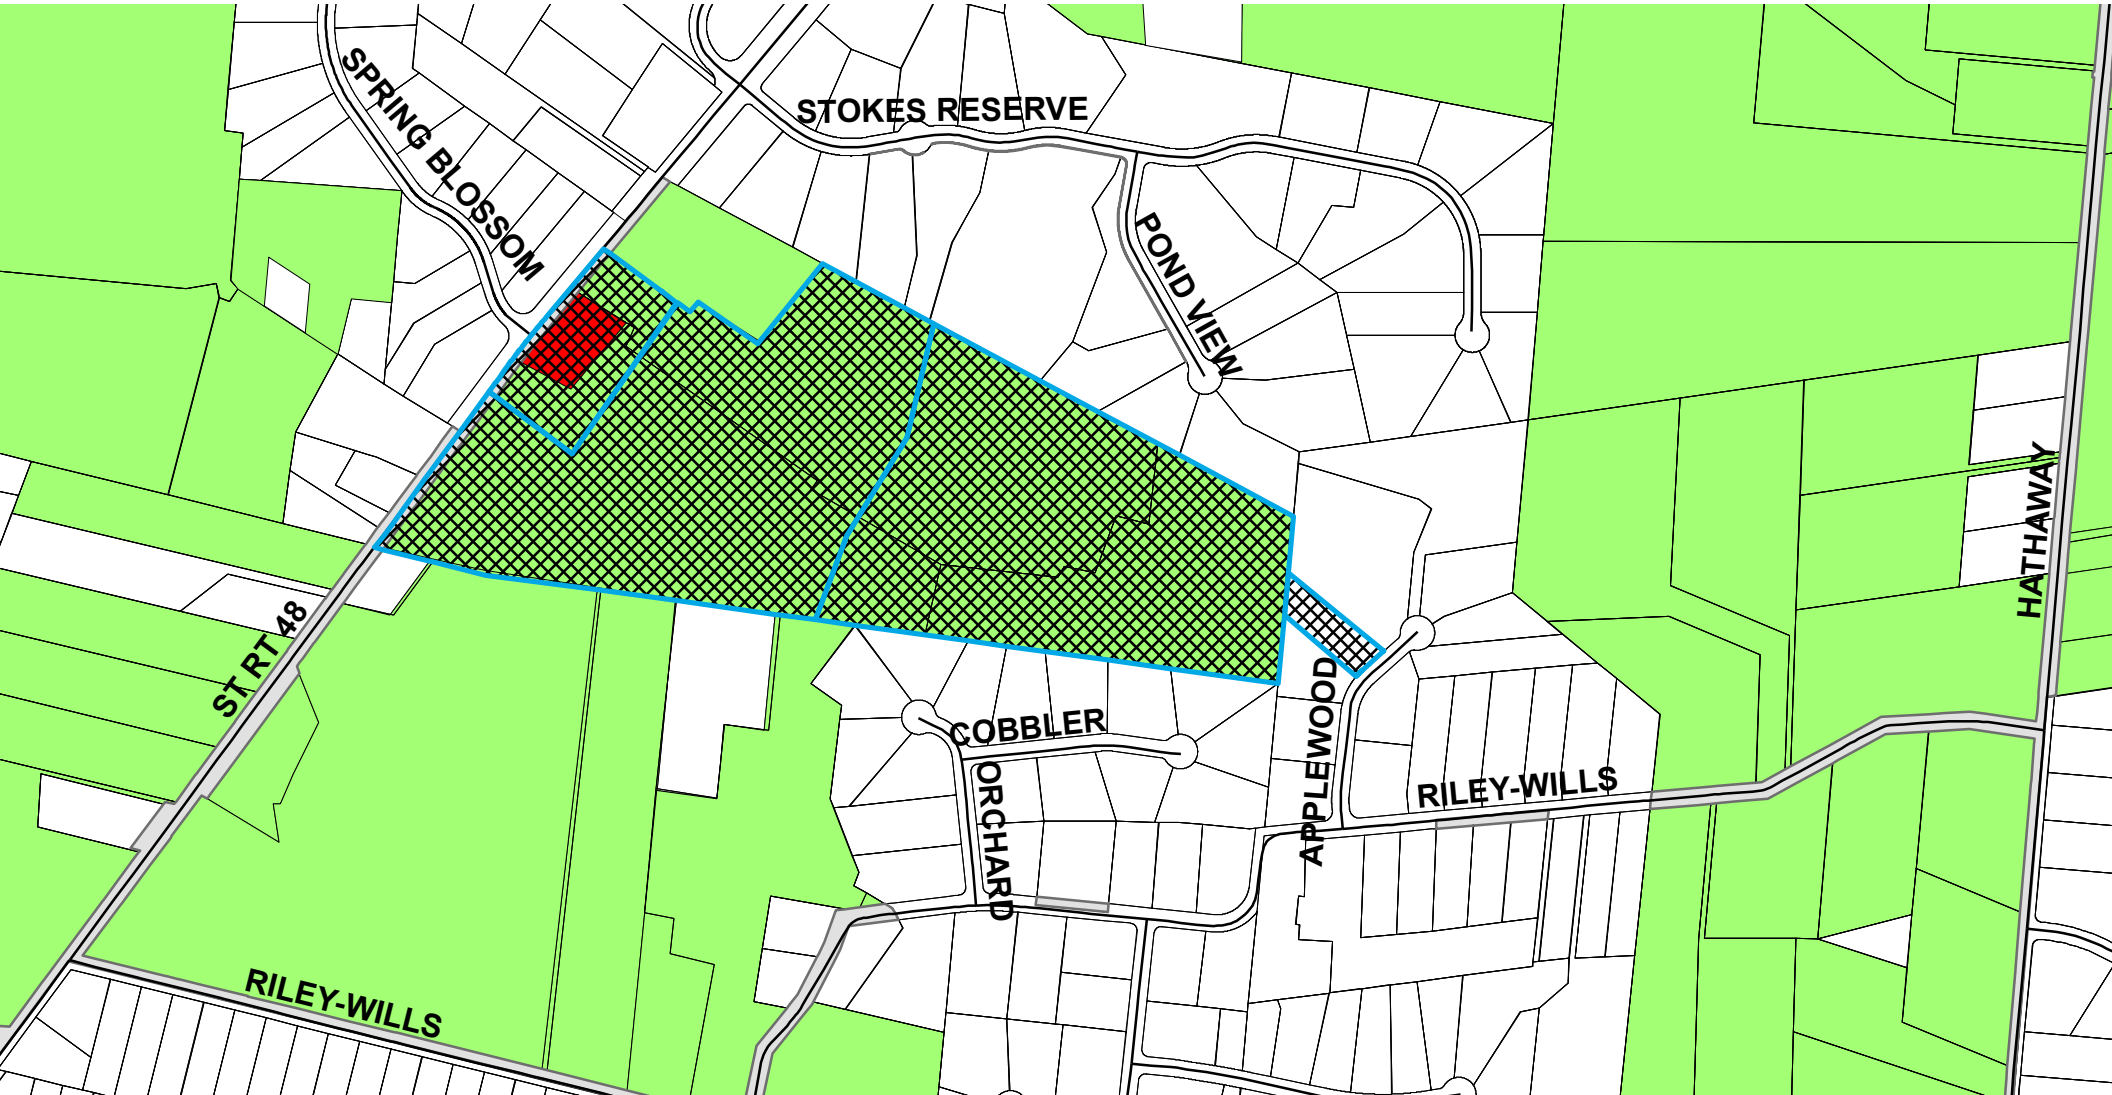 SPRING BLOSSOM
STOKES RESERVE
POND VIEW
HATHAWAY
ST RT 48
APPLEWOOD
COBBLER
ORCHARD
RILEY-WILLS
RILEY-WILLS